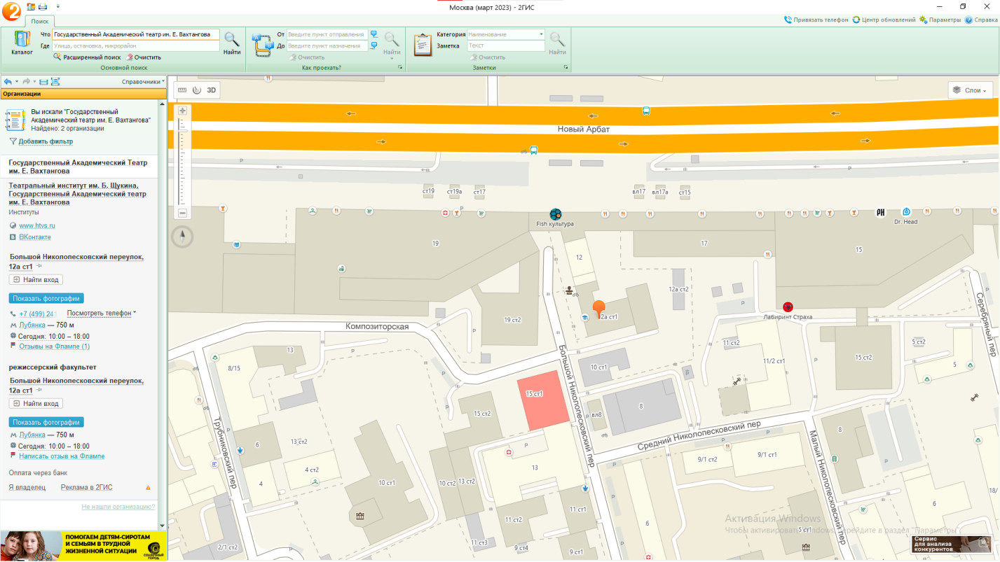 Москва (март 2023) - 2ГИС
Поиск
Привязать телефон
Центр обновлений
Параметры
Справка
Каталог
Что
Государственный Академический театр им. Е. Вахтангова
Где
Улица, остановка, микрорайон
Расширенный поиск
Очистить
Найти
Основной поиск
От
Введите пункт отправления
До
Введите пункт назначения
Очистить
Найти
Как проехать?
Категория
Наименование
Заметка
Текст
Очистить
Найти
Заметки
Справочники
Организации
Вы искали "Государственный
Академический театр им. Е. Вахтангова"
Найдено: 2 организации
Добавить фильтр
Государственный Академический Театр
им. Е. Вахтангова
Театральный институт им. Б. Щукина,
Государственный Академический театр
им. Е. Вахтангова
Институты
www.htvs.ru
ВКонтакте
Большой Николопесковский переулок,
12а ст1
Найти вход
Показать фотографии
+7 (499) 24
Посмотреть телефон
Лубянка — 750 м
Сегодня: 10:00 – 18:00
Отзывы на Флампе (1)
режиссерский факультет
Большой Николопесковский переулок,
12а ст1
Найти вход
Показать фотографии
Лубянка — 750 м
Сегодня: 10:00 – 18:00
Написать отзыв на Флампе
Оплата через банк
Я владелец
Реклама в 2ГИС
Не нашли организацию?
ПОМОГАЕМ ДЕТЯМ-СИРОТАМ
И СЕМЬЯМ В ТРУДНОЙ
ЖИЗНЕННОЙ СИТУАЦИИ
СОЛНЕЧНЫЙ
ГОРОД
3D
Слои
Новый Арбат
ст19
ст19а
ст17
вл17
вл17а
ст15
Fish культура
РН
Dr. Head
19
12
17
15
12а ст2
12а ст1
Лабиринт Страха
19 ст2
Композиторская
Серебряный пер
13
8/15
10 ст1
11 ст2
11/2 ст1
15 ст2
5 ст2
5
15 ст1
Большой Николопесковский пер
15 ст2
вл8
8
Средний Николопесковский пер
Малый Николопесковский пер
8
Трубниковский пер
6
13 ст2
4 ст2
4
13
9/1 ст2
9/1 ст1
10 ст1
10 ст2
13 ст2
11 ст1
11 ст2
11 ст3
9 ст4
9 ст1
6
5 ст1
6
18/
2/1 ст2
Активация Windows
Чтобы активировать Windows, перейдите в раздел "Параметры".
Сервис
для анализа
конкурентов